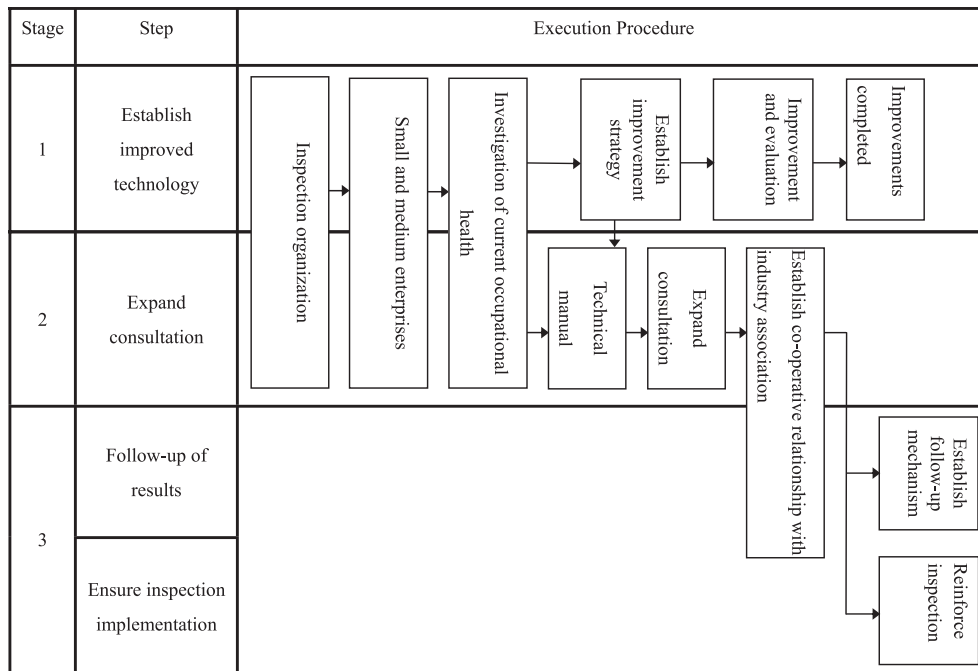 Stage
Step
Execution Procedure
1
Establish
improved
technology
Inspection organization
Small and medium enterprises
Investigation of current occupational
health
Establish
improvement
strategy
Improvement
and evaluation
Improvements
completed
2
Expand
consultation
Technical
manual
Expand
consultation
Establish co-operative relationship with
industry association
3
Follow-up of
results
Establish
follow-up
mechanism
Ensure inspection
implementation
Reinforce
inspection